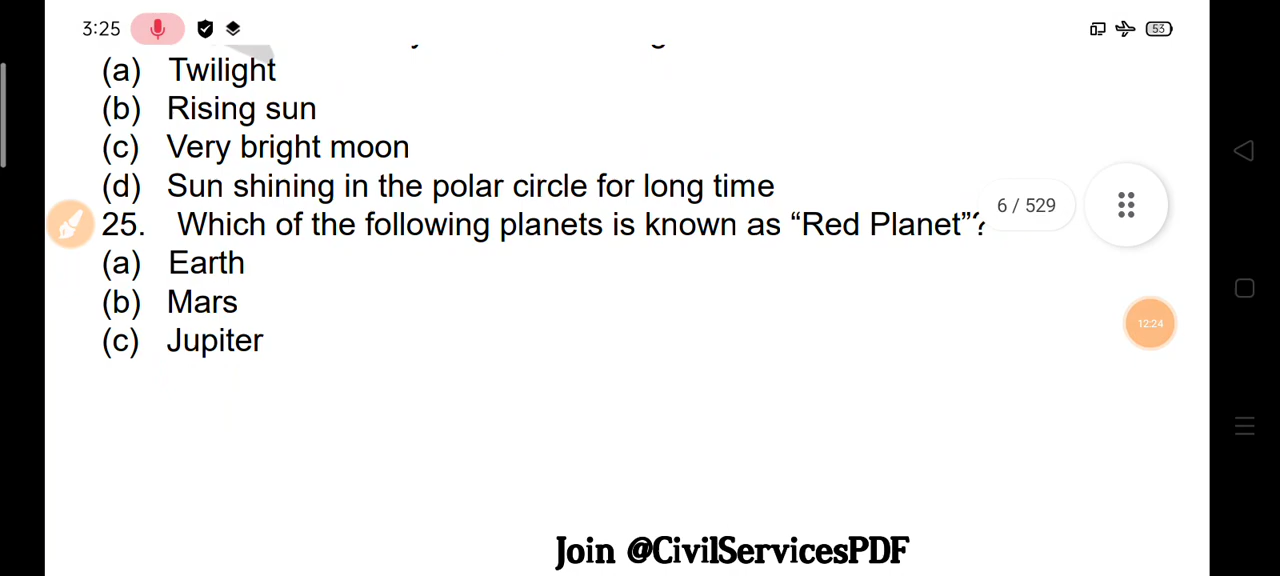 3:25
53
(a) Twilight
(b) Rising sun
(c) Very bright moon
(d) Sun shining in the polar circle for long time
25. Which of the following planets is known as “Red Planet”?
6 / 529
(a) Earth
(b) Mars
12:24
(c) Jupiter
Join @CivilServicesPDF